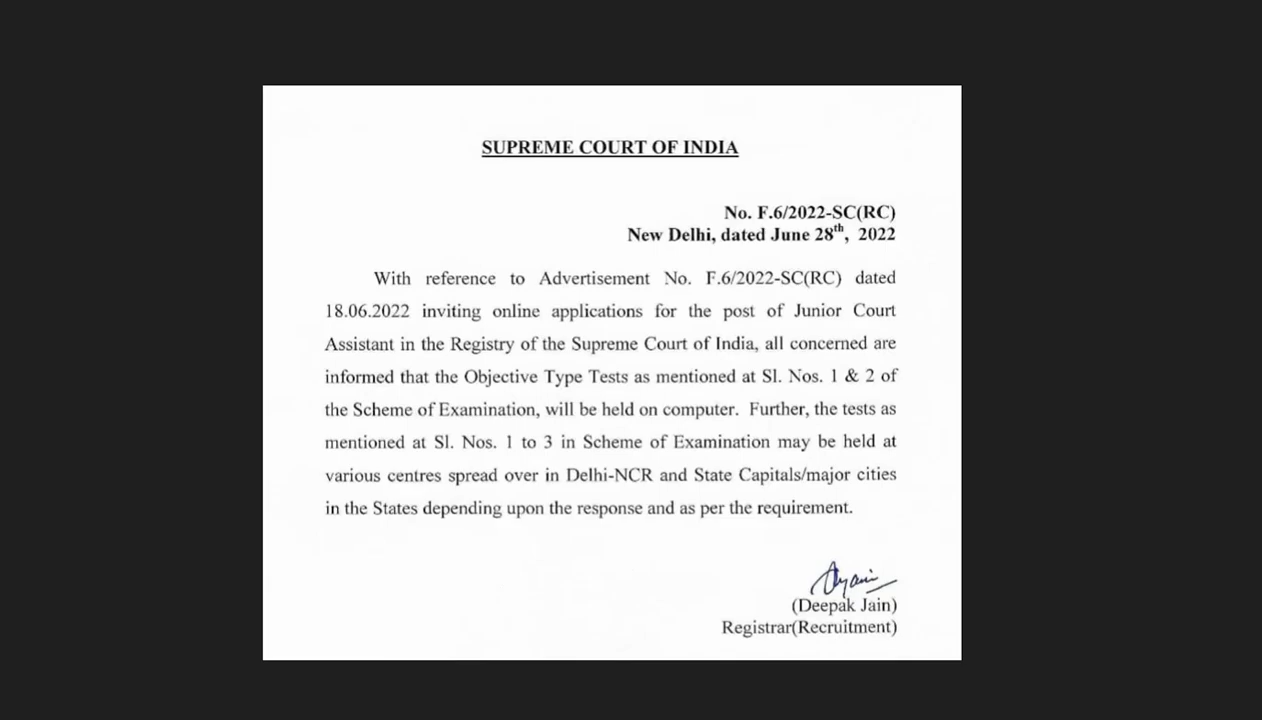 SUPREME COURT OF INDIA
No. F.6/2022-SC(RC)
New Delhi, dated June 28th, 2022
With reference to Advertisement No. F.6/2022-SC(RC) dated
18.06.2022 inviting online applications for the post of Junior Court
Assistant in the Registry of the Supreme Court of India, all concerned are
informed that the Objective Type Tests as mentioned at Sl. Nos. 1 & 2 of
the Scheme of Examination, will be held on computer. Further, the tests as
mentioned at Sl. Nos. 1 to 3 in Scheme of Examination may be held at
various centres spread over in Delhi-NCR and State Capitals/major cities
in the States depending upon the response and as per the requirement.
(Deepak Jain)
Registrar(Recruitment)